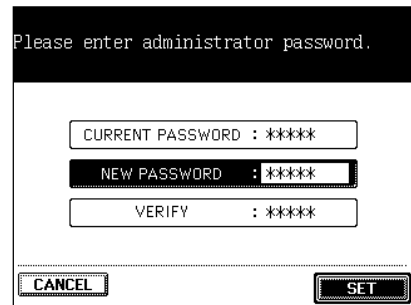 Please enter administrator password.
CURRENT PASSWORD : *****
NEW PASSWORD : *****
VERIFY : *****
CANCEL SET